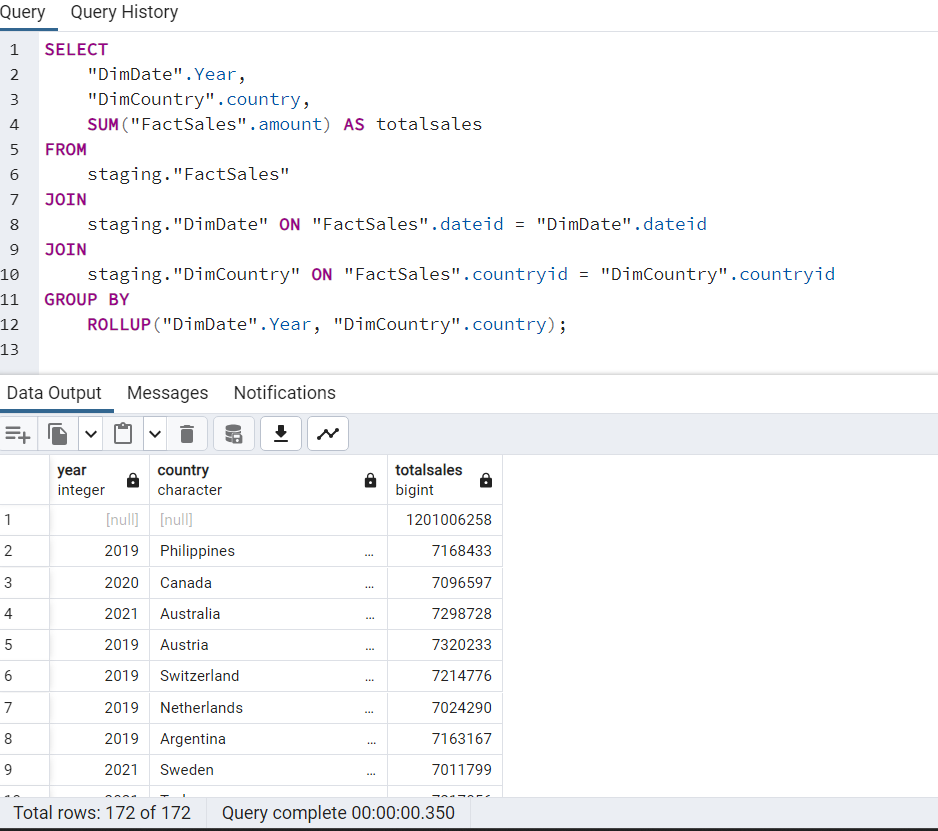 Query Query History
1 SELECT
2 "DimDate".Year,
3 "DimCountry".country,
4 SUM("FactSales".amount) AS totalsales
5 FROM
6 staging."FactSales"
7 JOIN
8 staging."DimDate" ON "FactSales".dateid = "DimDate".dateid
9 JOIN
10 staging."DimCountry" ON "FactSales".countryid = "DimCountry".countryid
11 GROUP BY
12 ROLLUP("DimDate".Year, "DimCountry".country);
13
Data Output Messages Notifications
year country totalsales
integer character bigint
1 [null] [null] 1201006258
2 2019 Philippines ... 7168433
3 2020 Canada ... 7096597
4 2021 Australia ... 7298728
5 2019 Austria ... 7320233
6 2019 Switzerland ... 7214776
7 2019 Netherlands ... 7024290
8 2019 Argentina ... 7163167
9 2021 Sweden ... 7011799
Total rows: 172 of 172 Query complete 00:00:00.350